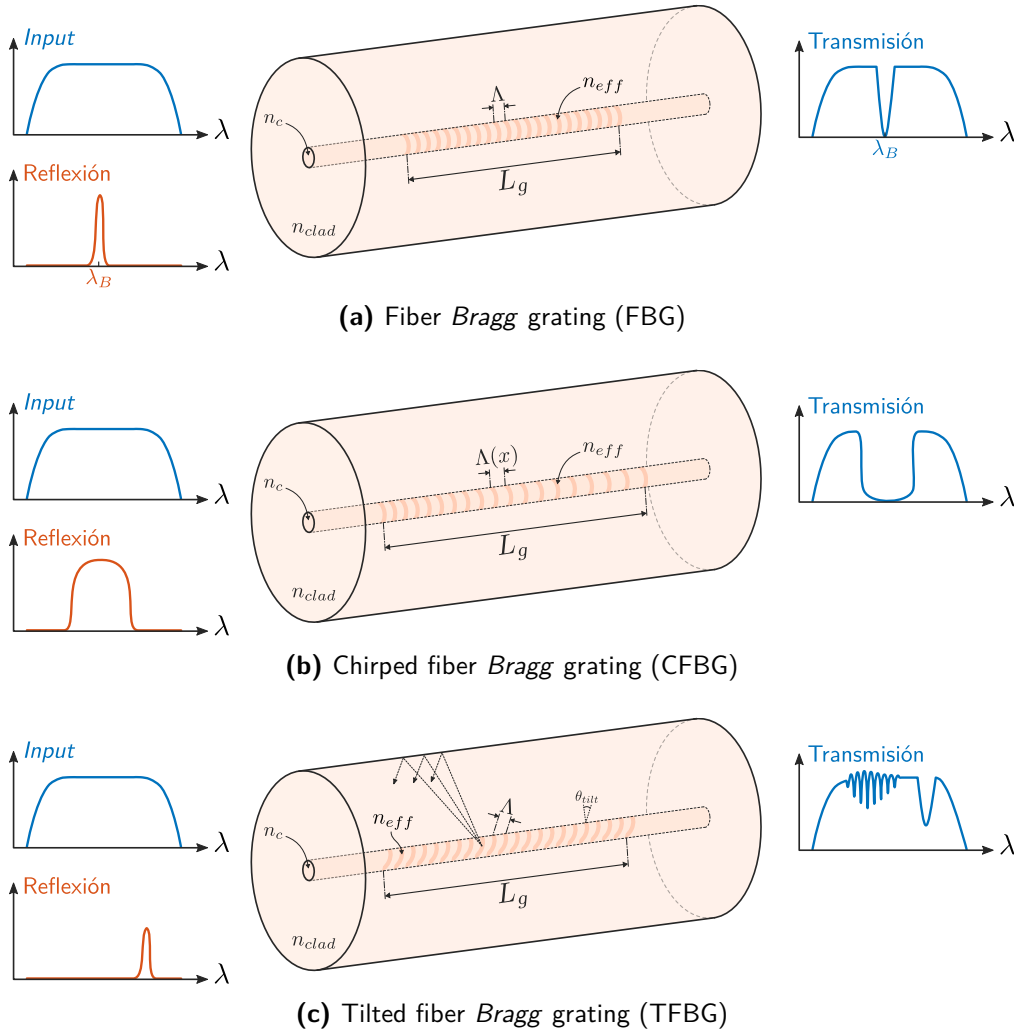 Input
λ
Reflexión
λ
λ_B
n_c
n_clad
Λ
n_eff
L_g
Transmisión
λ
λ_B
(a) Fiber Bragg grating (FBG)
Input
λ
Reflexión
λ
n_c
n_clad
Λ(x)
n_eff
L_g
Transmisión
λ
(b) Chirped fiber Bragg grating (CFBG)
Input
λ
Reflexión
λ
n_c
n_clad
n_eff
Λ
θ_tilt
L_g
Transmisión
λ
(c) Tilted fiber Bragg grating (TFBG)